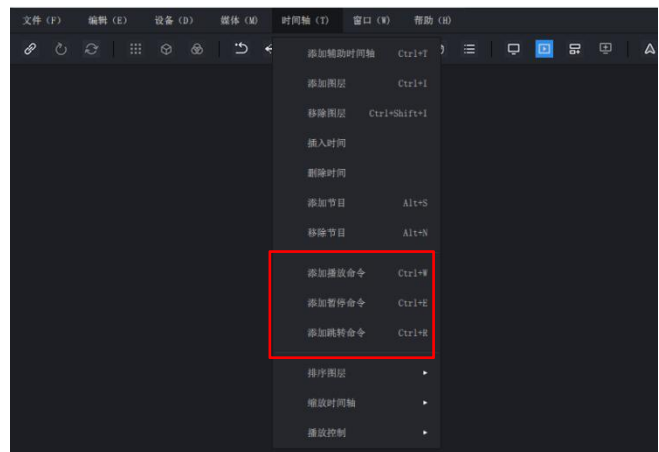 文件 (F) 编辑 (E) 设备 (D) 媒体 (M) 时间轴 (T) 窗口 (W) 帮助 (H)
添加辅助时间轴 Ctrl+T
添加图层 Ctrl+I
移除图层 Ctrl+Shift+I
插入时间
删除时间
添加节目 Alt+S
移除节目 Alt+N
添加播放命令 Ctrl+W
添加暂停命令 Ctrl+E
添加跳转命令 Ctrl+R
排序图层
缩放时间轴
播放控制